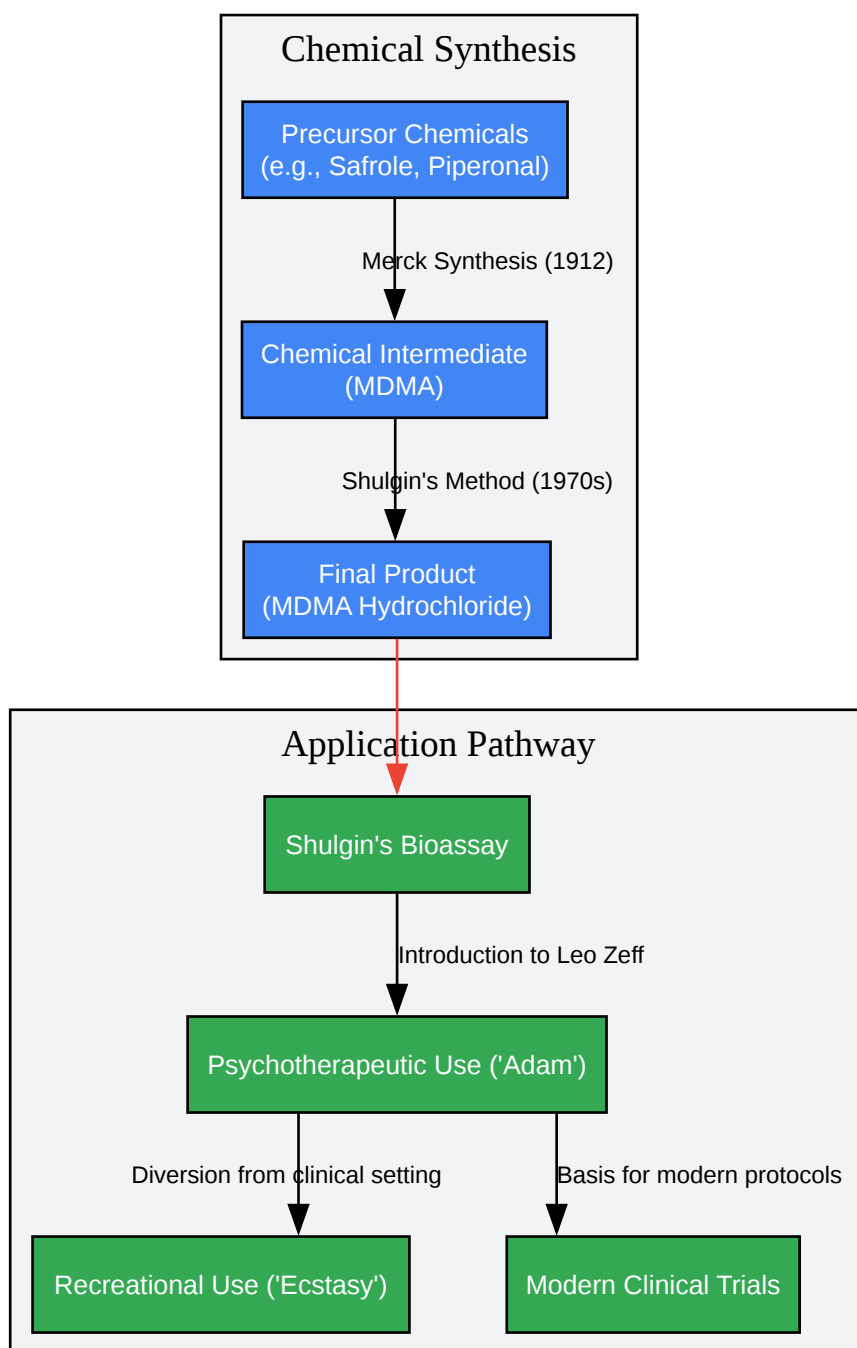 Chemical Synthesis
Precursor Chemicals
(e.g., Safrole, Piperonal)
Merck Synthesis (1912)
Chemical Intermediate
(MDMA)
Shulgin's Method (1970s)
Final Product
(MDMA Hydrochloride)
Application Pathway
Shulgin's Bioassay
Introduction to Leo Zeff
Psychotherapeutic Use ('Adam')
Diversion from clinical setting
Basis for modern protocols
Recreational Use ('Ecstasy')
Modern Clinical Trials